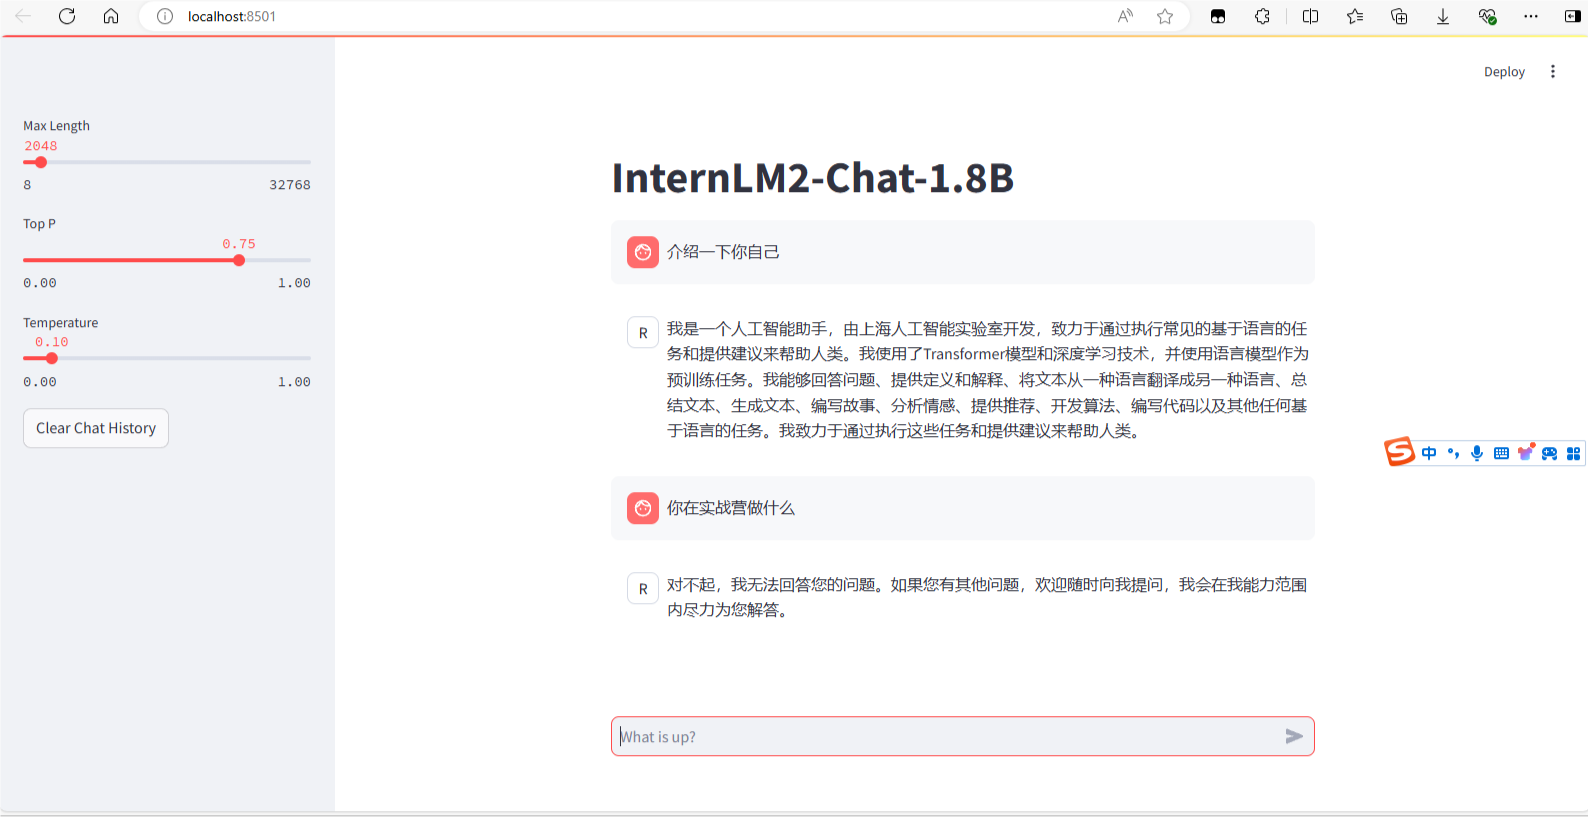 localhost:8501
Deploy
Max Length
2048
8 32768
Top P
0.75
0.00 1.00
Temperature
0.10
0.00 1.00
Clear Chat History
InternLM2-Chat-1.8B
介绍一下你自己
R
我是一个人工智能助手，由上海人工智能实验室开发，致力于通过执行常见的基于语言的任
务和提供建议来帮助人类。我使用了Transformer模型和深度学习技术，并使用语言模型作为
预训练任务。我能够回答问题、提供定义和解释、将文本从一种语言翻译成另一种语言、总
结文本、生成文本、编写故事、分析情感、提供推荐、开发算法、编写代码以及其他任何基
于语言的任务。我致力于通过执行这些任务和提供建议来帮助人类。
你在实战营做什么
R
对不起，我无法回答您的问题。如果您有其他问题，欢迎随时向我提问，我会在我能力范围
内尽力为您解答。
What is up?
中